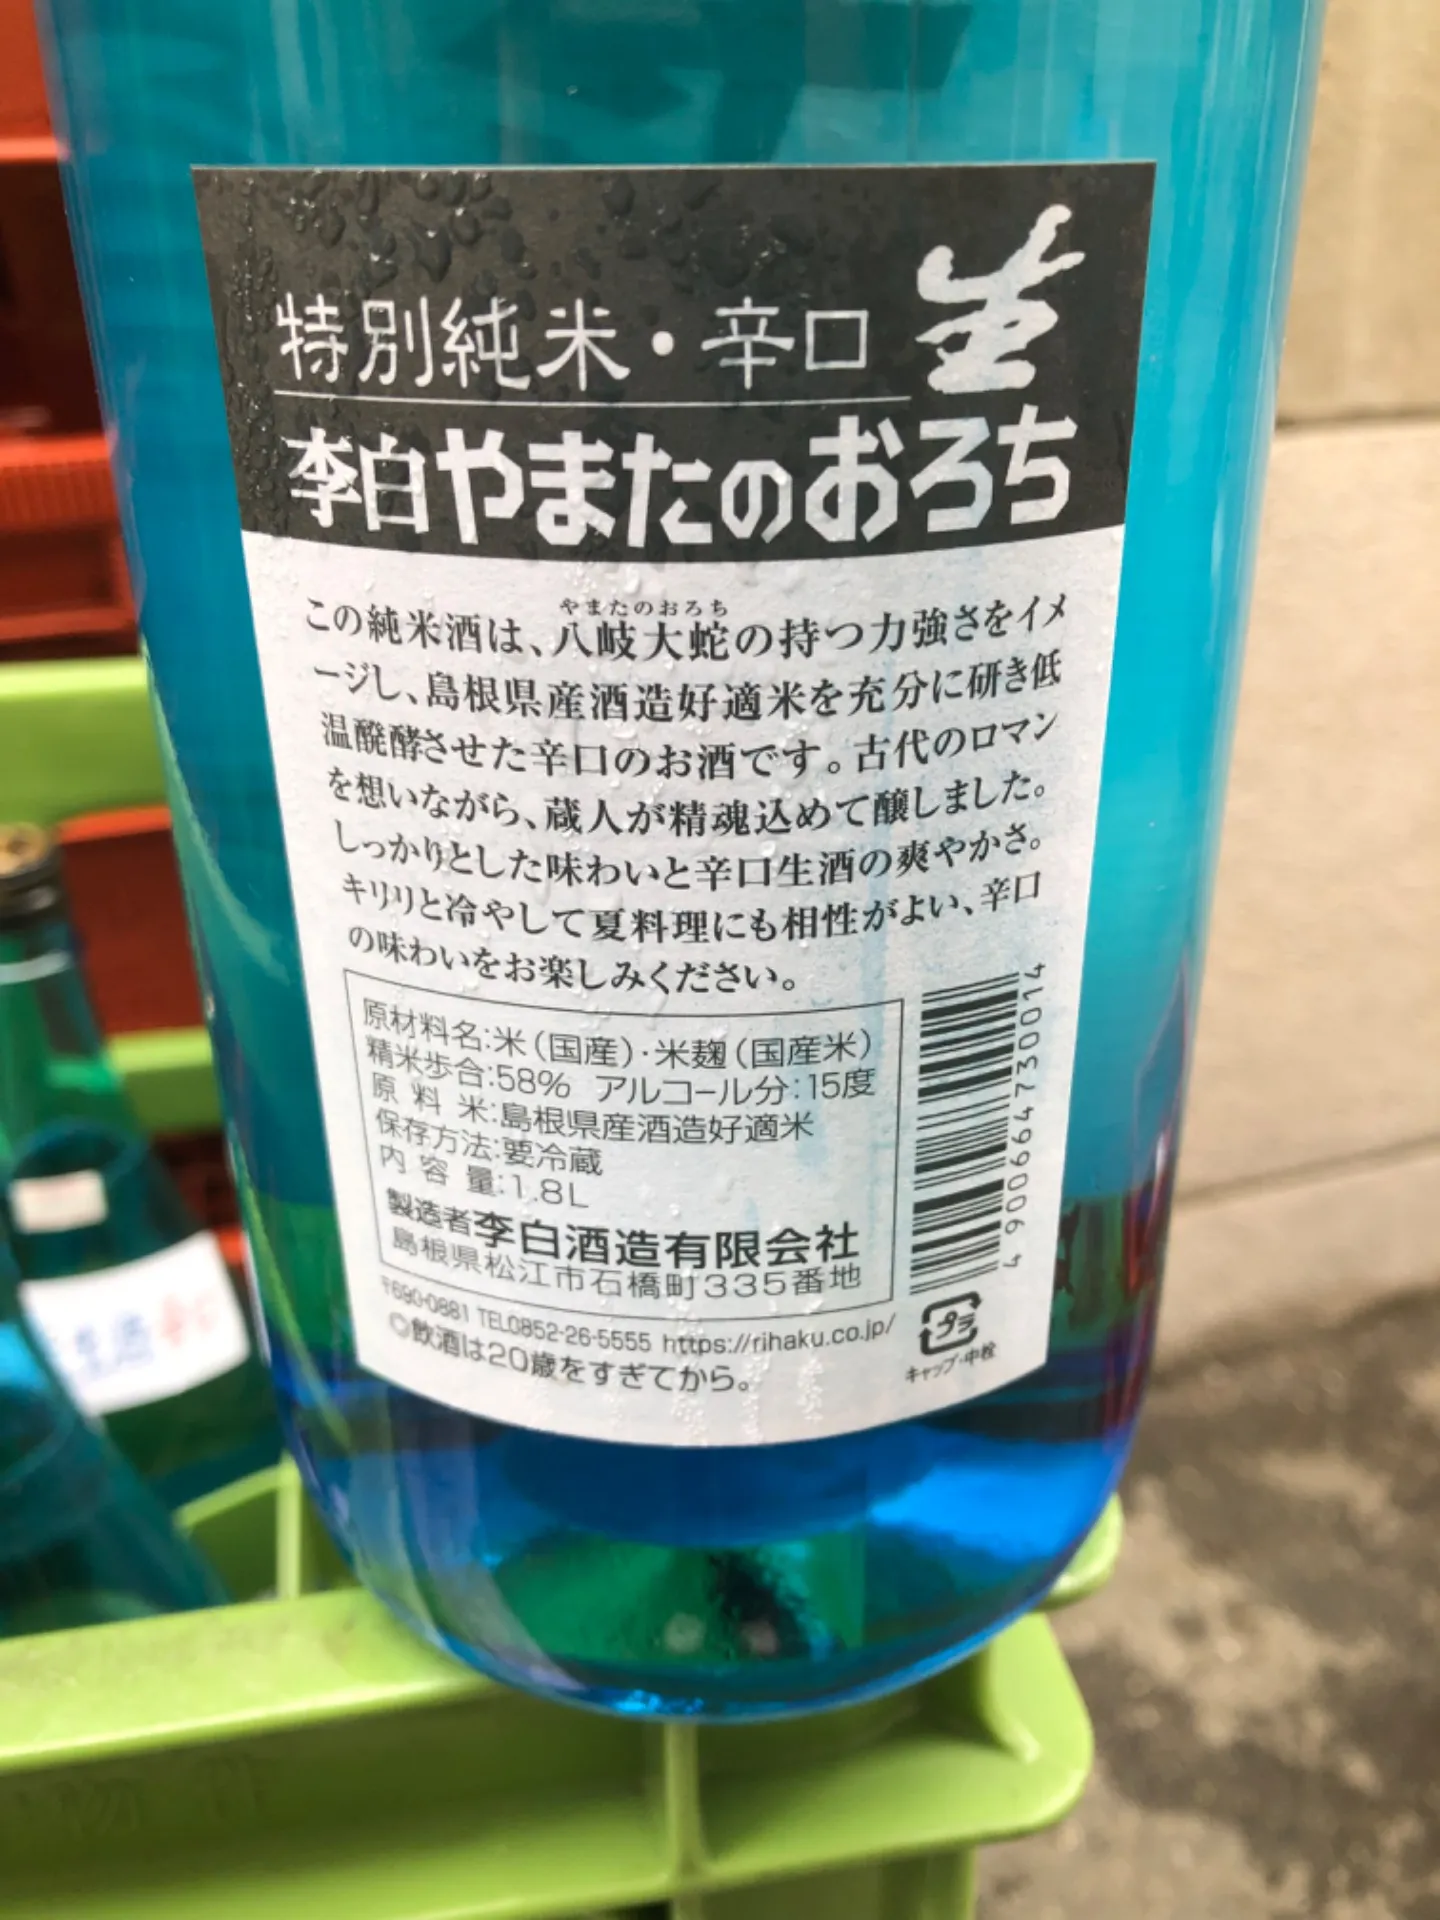 生
特別純米・辛口
李白やまたのおろち
やまたのおろち
この純米酒は、八岐大蛇の持つ力強さをイメ
ージし、島根県産酒造好適米を充分に研き低
温醗酵させた辛口のお酒です。古代のロマン
を想いながら、蔵人が精魂込めて醸しました。
しっかりとした味わいと辛口生酒の爽やかさ。
キリリと冷やして夏料理にも相性がよい、辛口
の味わいをお楽しみください。
原材料名:米(国産)・米麹(国産米)
精米歩合:58% アルコール分:15度
原料米:島根県産酒造好適米
保存方法:要冷蔵
内容量:1.8L
製造者李白酒造有限会社
島根県松江市石橋町335番地
〒690-0881 TEL0852-26-5555 https://rihaku.co.jp/
◎飲酒は20歳をすぎてから。
4900664730014
プラ
キャップ・中栓